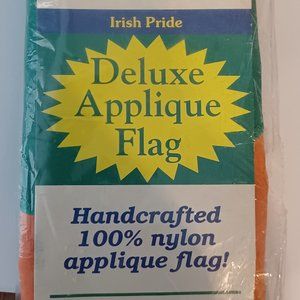 Irish Pride
Deluxe
Applique
Flag
Handcrafted
100% nylon
applique flag!